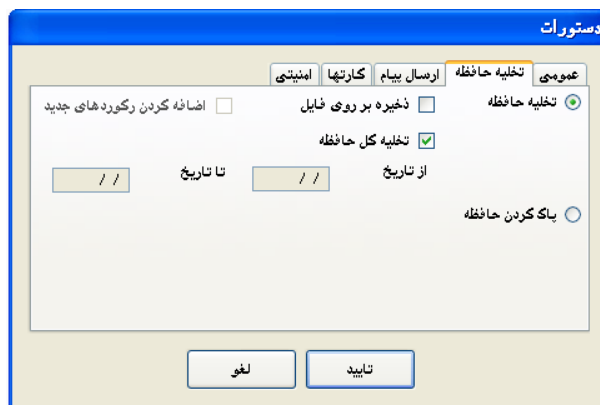 دستورات
عمومی تخلیه حافظه ارسال پیام کارتها امنیتی
تخلیه حافظه ذخیره بر روی فایل اضافه کردن رکوردهای جدید
تخلیه کل حافظه
از تاریخ / / تا تاریخ / /
پاک کردن حافظه
تایید لغو